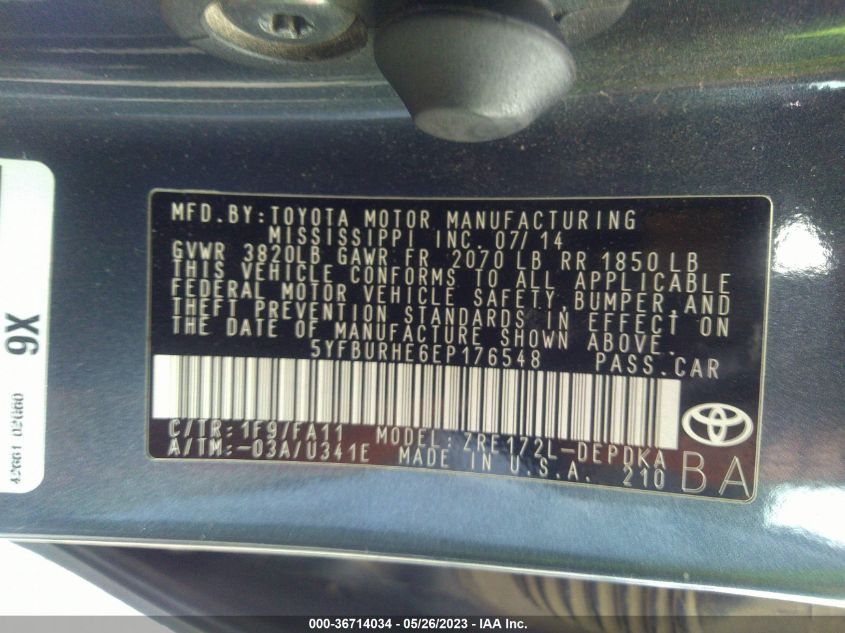 MFD.BY:TOYOTA MOTOR MANUFACTURING
MISSISSIPPI INC. 07/14
GVWR 3820LB GAWR FR 2070 LB RR 1850 LB
THIS VEHICLE CONFORMS TO ALL APPLICABLE
FEDERAL MOTOR VEHICLE SAFETY, BUMPER, AND
THEFT PREVENTION STANDARDS IN EFFECT ON
THE DATE OF MANUFACTURE SHOWN ABOVE.
5YFBURHE6EP176548 PASS.CAR
C/TR:1F9/FA11 MODEL:ZRE172L-DEPDKA
A/TM:-03A/U341E MADE IN U.S.A. 210 BA
9X
42661 02G60
000-36714034 - 05/26/2023 - IAA Inc.